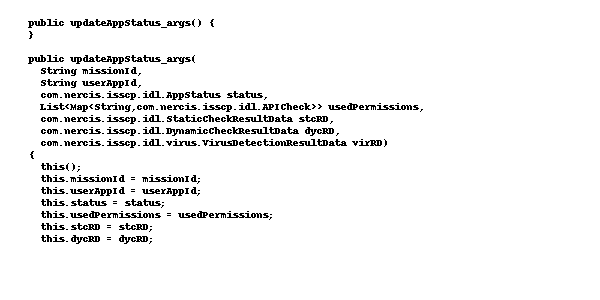 public updateAppStatus_args() {
}
public updateAppStatus_args(
String missionId,
String userAppId,
com.nercis.isscp.idl.AppStatus status,
List<Map<String,com.nercis.isscp.idl.APICheck>> usedPermissions,
com.nercis.isscp.idl.StaticCheckResultData stcRD,
com.nercis.isscp.idl.DynamicCheckResultData dycRD,
com.nercis.isscp.idl.virus.VirusDetectionResultData virRD)
{
this();
this.missionId = missionId;
this.userAppId = userAppId;
this.status = status;
this.usedPermissions = usedPermissions;
this.stcRD = stcRD;
this.dycRD = dycRD;